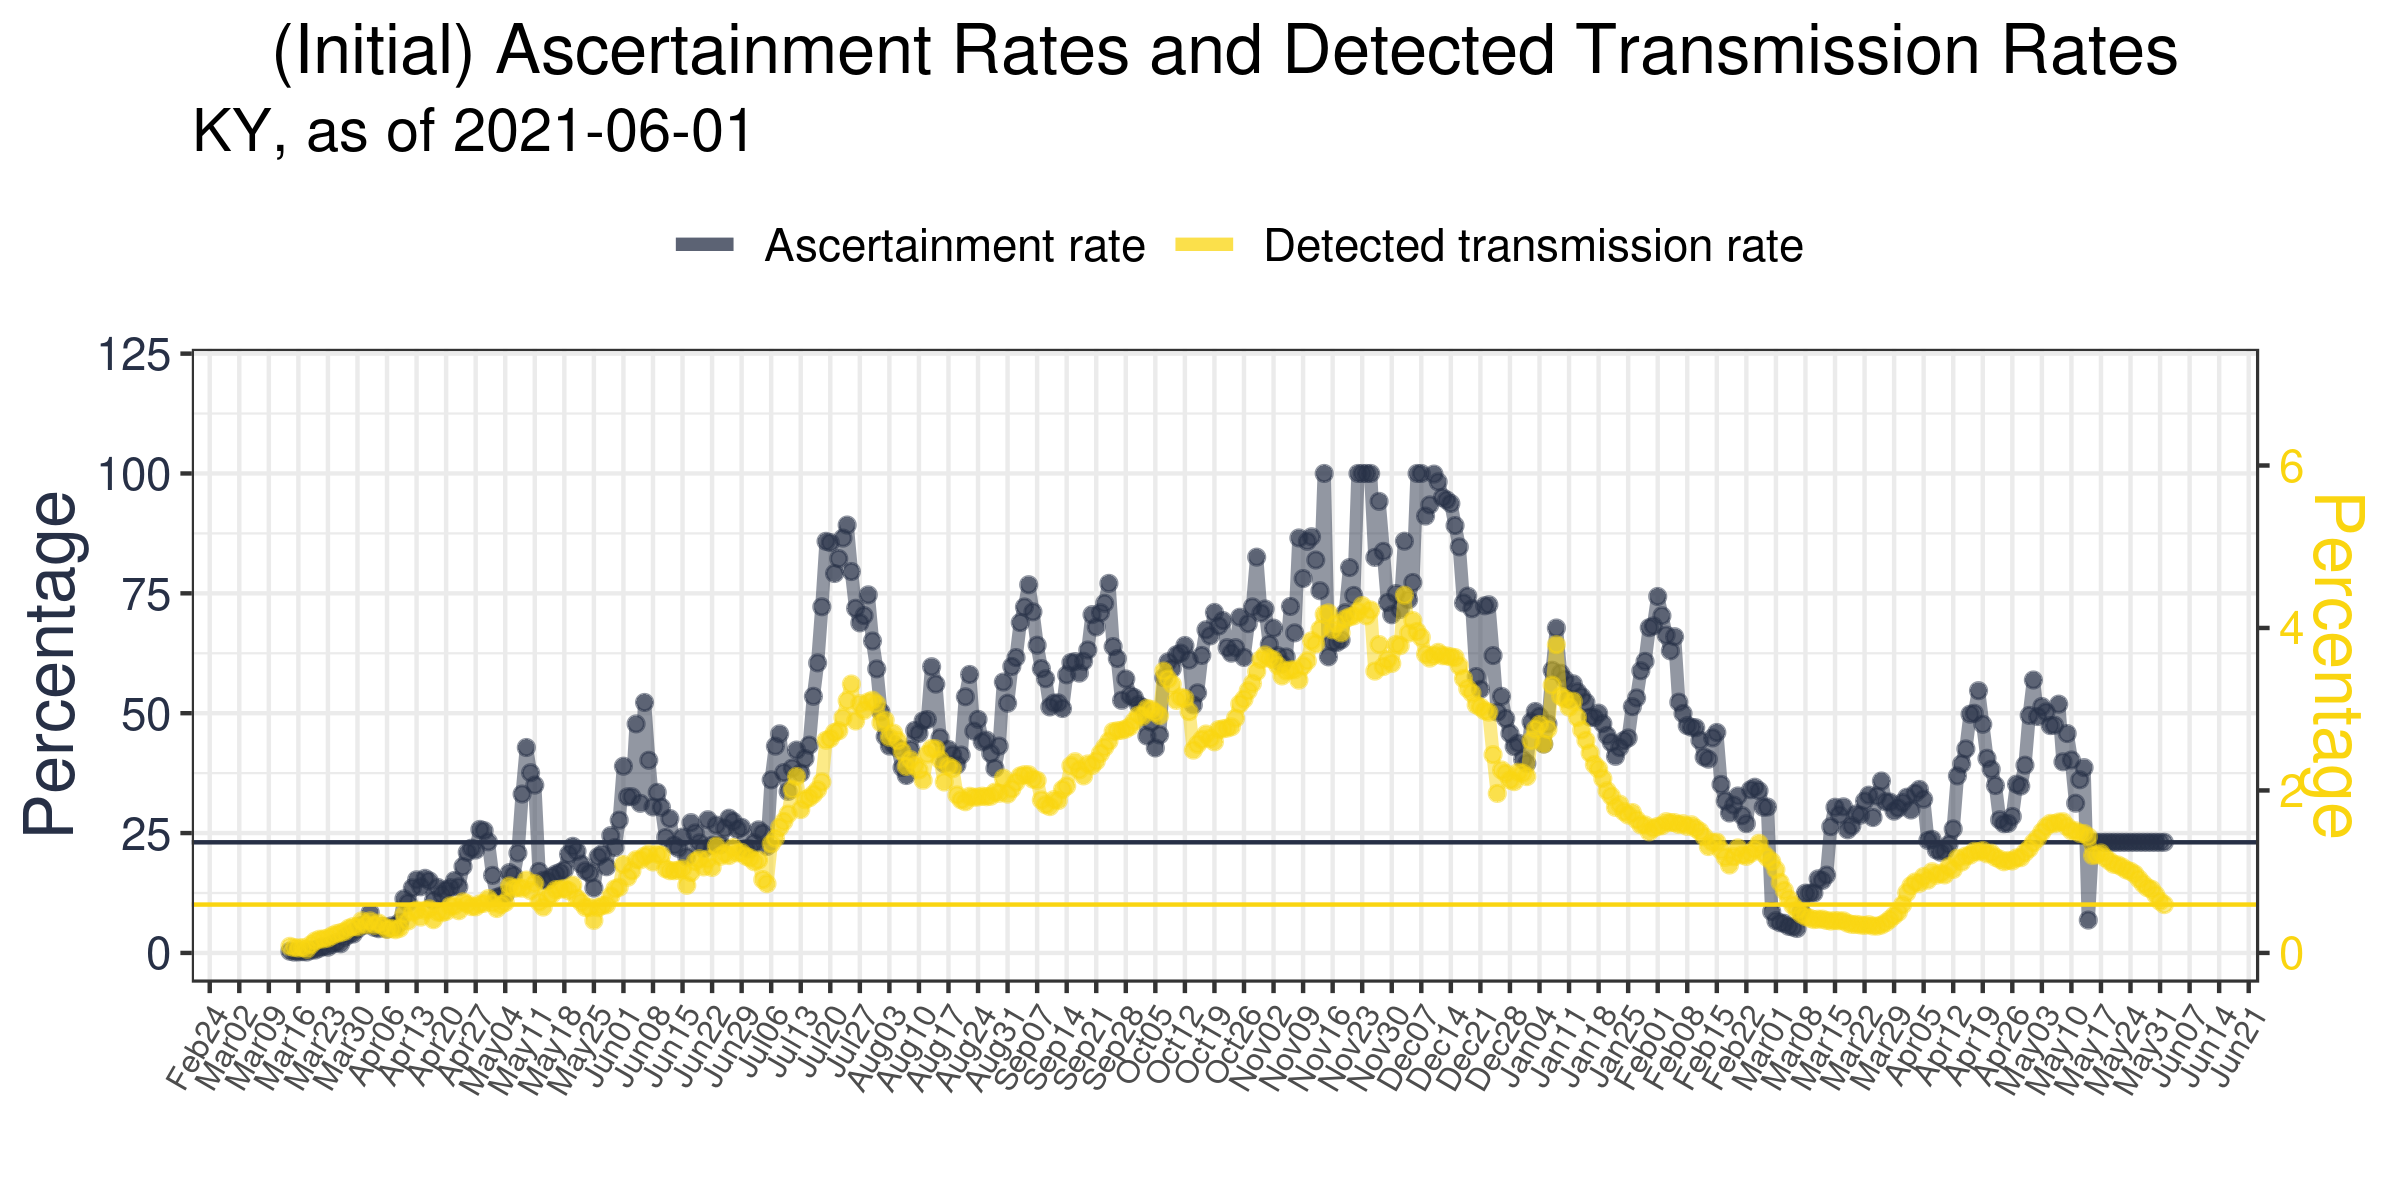 (Initial) Ascertainment Rates and Detected Transmission Rates
KY, as of 2021-06-01
Ascertainment rate
Detected transmission rate
Percentage
125
100
75
50
25
0
6
4
2
0
Percentage
Feb24
Mar02
Mar09
Mar16
Mar23
Mar30
Apr06
Apr13
Apr20
Apr27
May04
May11
May18
May25
Jun01
Jun08
Jun15
Jun22
Jun29
Jul06
Jul13
Jul20
Jul27
Aug03
Aug10
Aug17
Aug24
Aug31
Sep07
Sep14
Sep21
Sep28
Oct05
Oct12
Oct19
Oct26
Nov02
Nov09
Nov16
Nov23
Nov30
Dec07
Dec14
Dec21
Dec28
Jan04
Jan11
Jan18
Jan25
Feb01
Feb08
Feb15
Feb22
Mar01
Mar08
Mar15
Mar22
Mar29
Apr05
Apr12
Apr19
Apr26
May03
May10
May17
May24
May31
Jun07
Jun14
Jun21